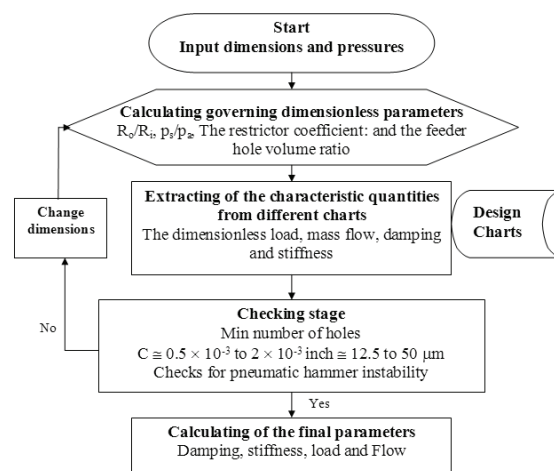 Start
Input dimensions and pressures
Calculating governing dimensionless parameters
Rₒ/Rᵢ, pₛ/pₐ, The restrictor coefficient: and the feeder
hole volume ratio
Extracting of the characteristic quantities
from different charts
The dimensionless load, mass flow, damping
and stiffness
Design
Charts
Change
dimensions
Checking stage
Min number of holes
C ≅ 0.5 × 10⁻³ to 2 × 10⁻³ inch ≅ 12.5 to 50 μm
Checks for pneumatic hammer instability
No
Yes
Calculating of the final parameters
Damping, stiffness, load and Flow